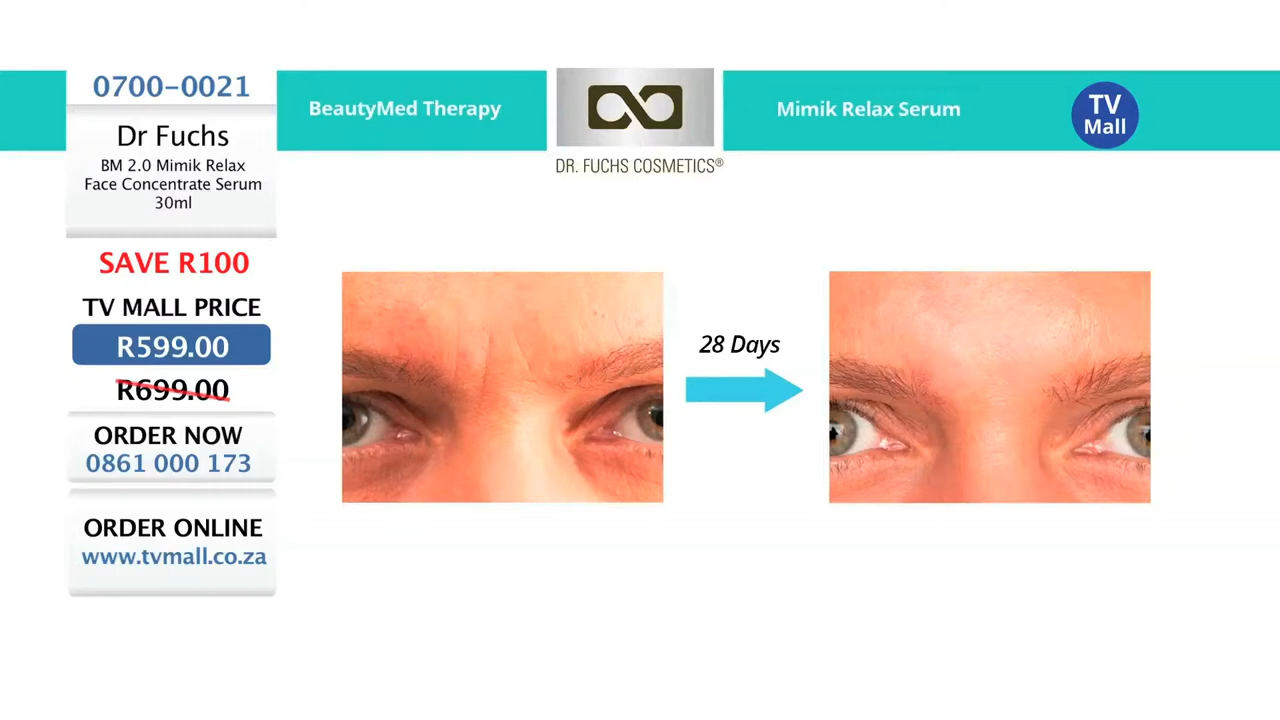 0700-0021
Dr Fuchs
BM 2.0 Mimik Relax
Face Concentrate Serum
30ml
SAVE R100
TV MALL PRICE
R599.00
R699.00
ORDER NOW
0861 000 173
ORDER ONLINE
www.tvmall.co.za
BeautyMed Therapy
DR. FUCHS COSMETICS®
Mimik Relax Serum
TV
Mall
28 Days